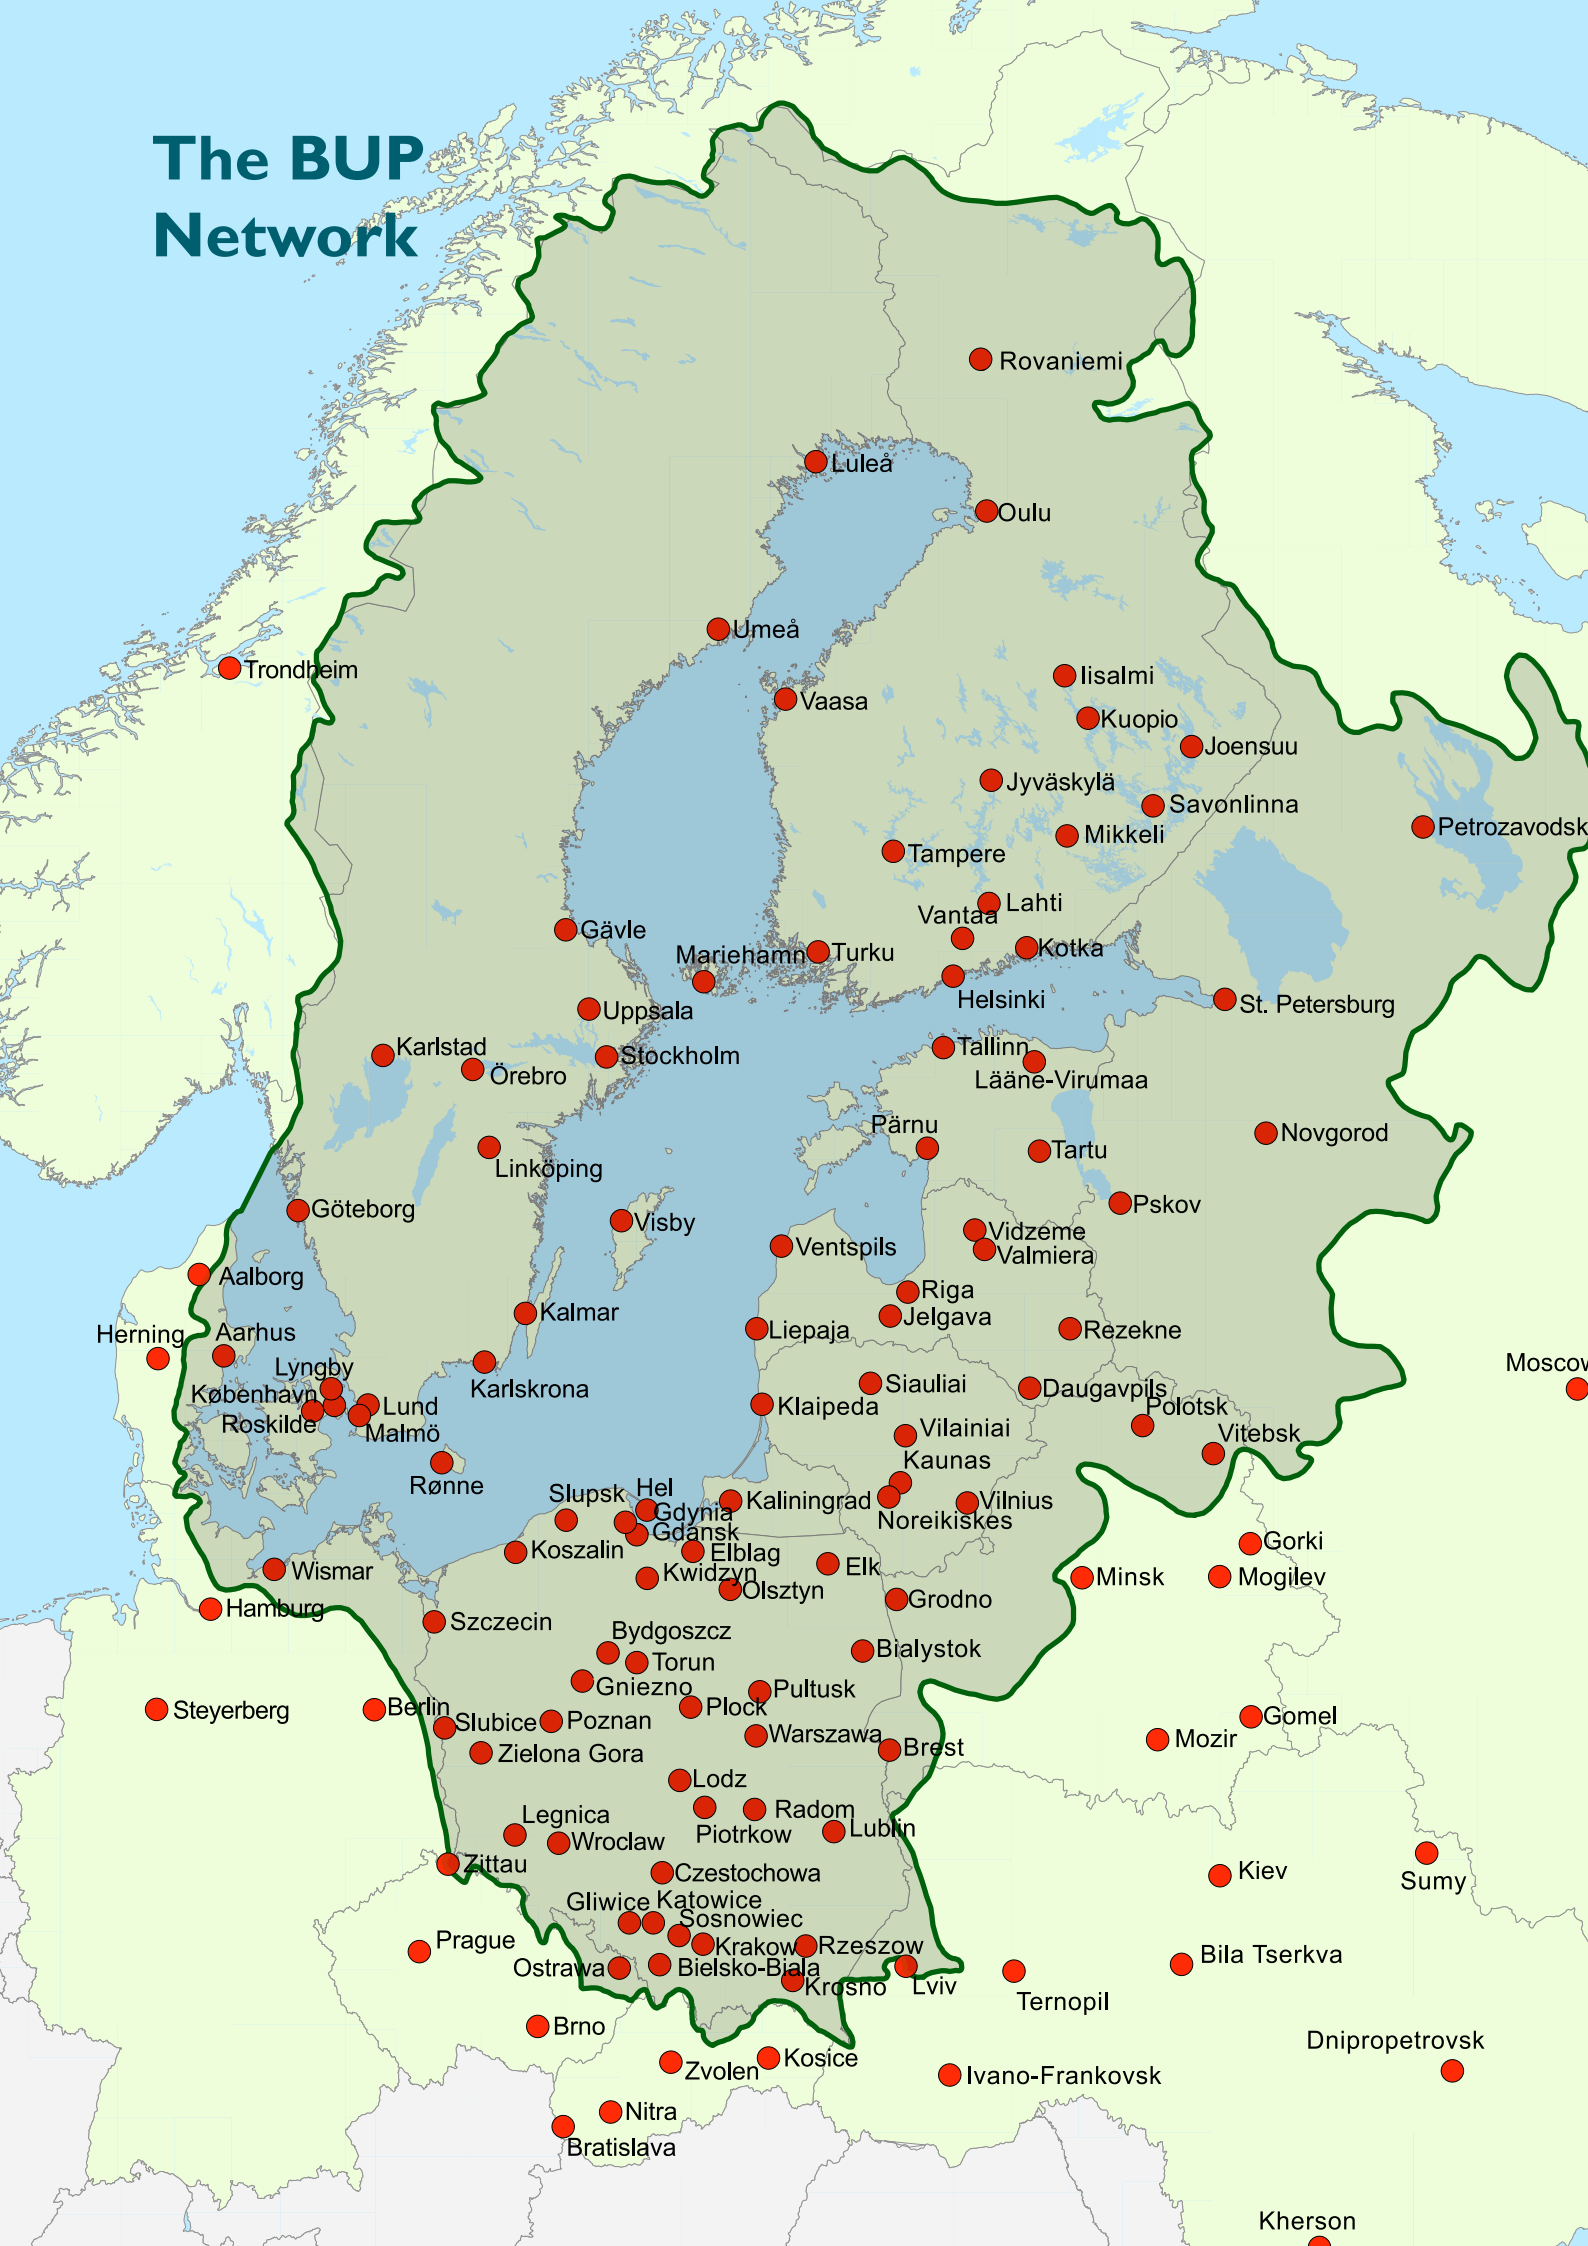 The BUP
Network
Rovaniemi
Luleå
Oulu
Umeå
Trondheim
Iisalmi
Vaasa
Kuopio
Joensuu
Jyväskylä
Savonlinna
Petrozavodsk
Mikkeli
Tampere
Lahti
Vantaa
Gävle
Kotka
Mariehamn
Turku
Helsinki
St. Petersburg
Uppsala
Karlstad
Tallinn
Stockholm
Örebro
Lääne-Virumaa
Pärnu
Novgorod
Tartu
Linköping
Pskov
Göteborg
Visby
Vidzeme
Ventspils
Valmiera
Aalborg
Riga
Kalmar
Jelgava
Herning
Aarhus
Liepaja
Rezekne
Moscow
Lyngby
Siauliai
Karlskrona
Daugavpils
København
Lund
Klaipeda
Polotsk
Roskilde
Malmö
Vilainiai
Vitebsk
Kaunas
Rønne
Hel
Slupsk
Kaliningrad
Vilnius
Gdynia
Noreikiskes
Gdansk
Gorki
Koszalin
Elblag
Elk
Wismar
Kwidzyn
Minsk
Mogilev
Olsztyn
Grodno
Hamburg
Szczecin
Bydgoszcz
Bialystok
Torun
Gniezno
Pultusk
Berlin
Plock
Steyerberg
Gomel
Slubice
Poznan
Warszawa
Mozir
Brest
Zielona Gora
Lodz
Radom
Legnica
Piotrkow
Lublin
Wroclaw
Zittau
Czestochowa
Kiev
Sumy
Gliwice
Katowice
Sosnowiec
Prague
Krakow
Rzeszow
Bila Tserkva
Ostrawa
Bielsko-Biala
Krosno
Lviv
Ternopil
Brno
Dnipropetrovsk
Kosice
Zvolen
Ivano-Frankovsk
Nitra
Bratislava
Kherson